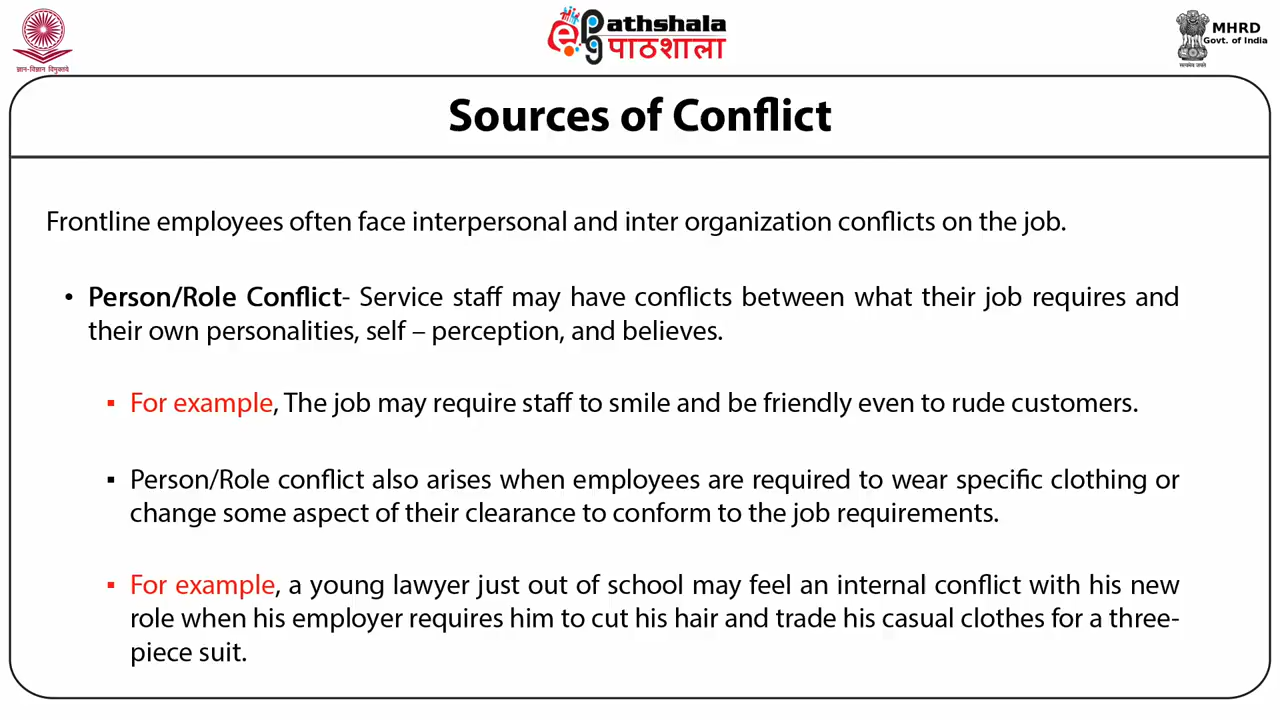 ज्ञान-विज्ञान विमुक्तये
ePg Pathshala
पाठशाला
सत्यमेव जयते
MHRD
Govt. of India
Sources of Conflict
Frontline employees often face interpersonal and inter organization conflicts on the job.
• Person/Role Conflict- Service staff may have conflicts between what their job requires and
their own personalities, self – perception, and believes.
▪ For example, The job may require staff to smile and be friendly even to rude customers.
▪ Person/Role conflict also arises when employees are required to wear specific clothing or
change some aspect of their clearance to conform to the job requirements.
▪ For example, a young lawyer just out of school may feel an internal conflict with his new
role when his employer requires him to cut his hair and trade his casual clothes for a three-
piece suit.